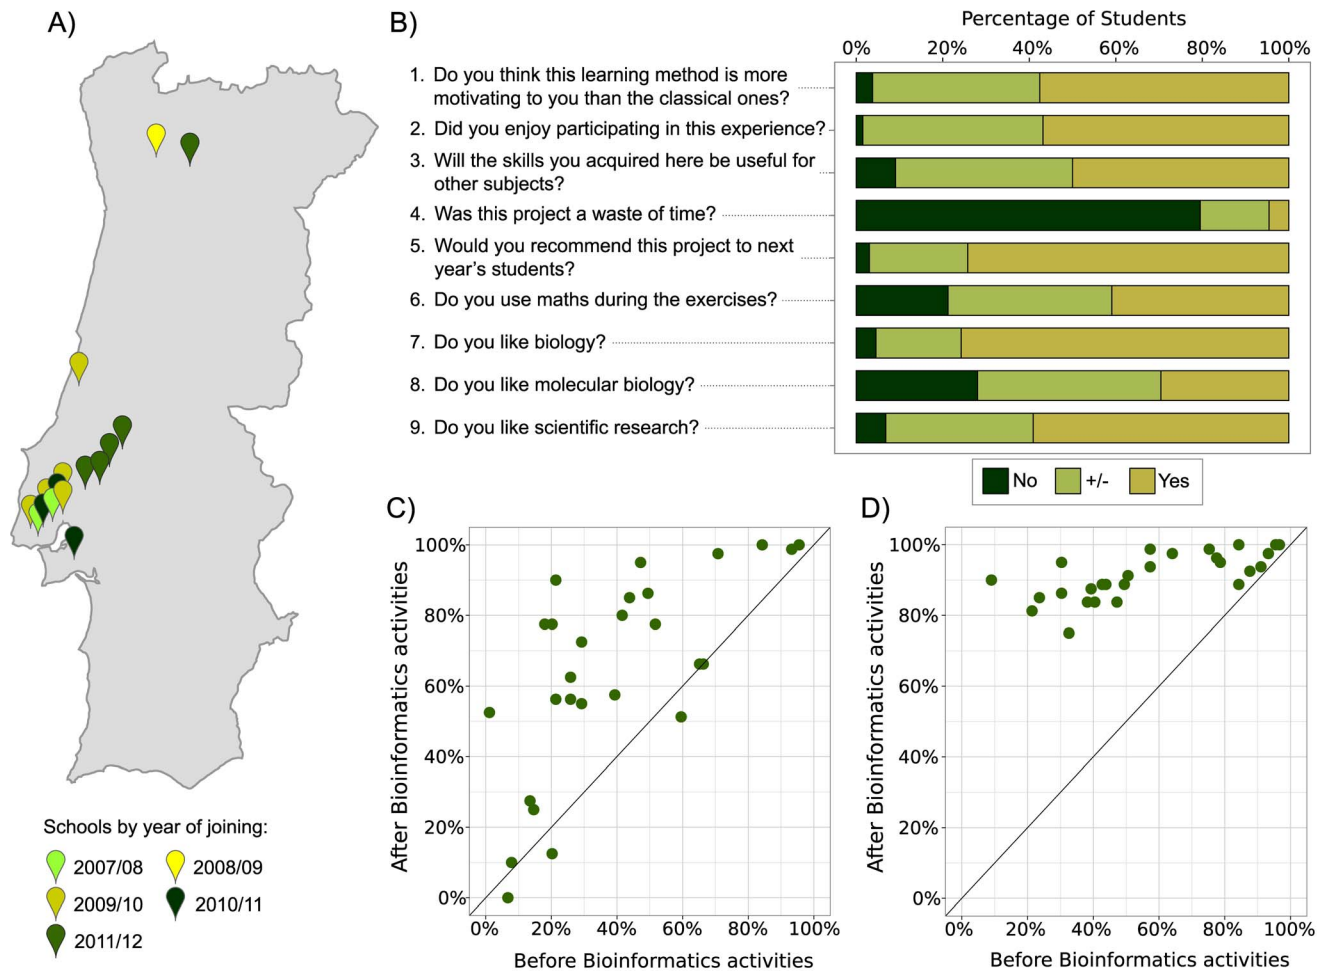 A)
Schools by year of joining:
2007/08
2008/09
2009/10
2010/11
2011/12
B)
Percentage of Students
0% 20% 40% 60% 80% 100%
1. Do you think this learning method is more
motivating to you than the classical ones?
2. Did you enjoy participating in this experience?
3. Will the skills you acquired here be useful for
other subjects?
4. Was this project a waste of time?
5. Would you recommend this project to next
year’s students?
6. Do you use maths during the exercises?
7. Do you like biology?
8. Do you like molecular biology?
9. Do you like scientific research?
No +/- Yes
C)
After Bioinformatics activities
100%
80%
60%
40%
20%
0%
0% 20% 40% 60% 80% 100%
Before Bioinformatics activities
D)
After Bioinformatics activities
100%
80%
60%
40%
20%
0%
0% 20% 40% 60% 80% 100%
Before Bioinformatics activities